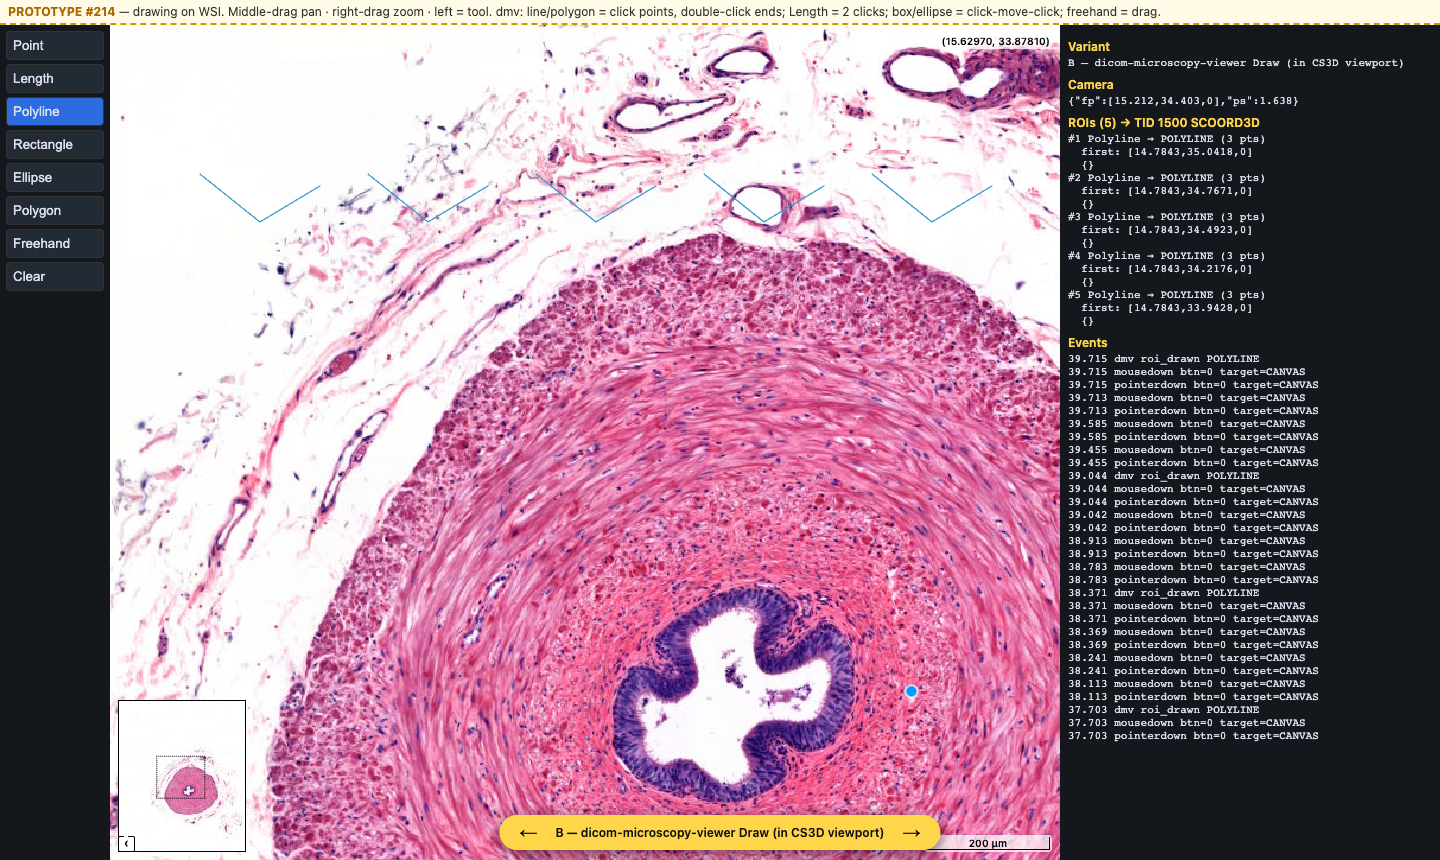 PROTOTYPE #214 — drawing on WSI. Middle-drag pan · right-drag zoom · left = tool. dmv: line/polygon = click points, double-click ends; Length = 2 clicks; box/ellipse = click-move-click; freehand = drag.
Point
Length
Polyline
Rectangle
Ellipse
Polygon
Freehand
Clear
(15.62970, 33.87810)
200 µm
← B — dicom-microscopy-viewer Draw (in CS3D viewport) →
Variant
B — dicom-microscopy-viewer Draw (in CS3D viewport)
Camera
{"fp":[15.212,34.403,0],"ps":1.638}
ROIs (5) → TID 1500 SCOORD3D
#1 Polyline → POLYLINE (3 pts)
first: [14.7843,35.0418,0]
{}
#2 Polyline → POLYLINE (3 pts)
first: [14.7843,34.7671,0]
{}
#3 Polyline → POLYLINE (3 pts)
first: [14.7843,34.4923,0]
{}
#4 Polyline → POLYLINE (3 pts)
first: [14.7843,34.2176,0]
{}
#5 Polyline → POLYLINE (3 pts)
first: [14.7843,33.9428,0]
{}
Events
39.715 dmv roi_drawn POLYLINE
39.715 mousedown btn=0 target=CANVAS
39.715 pointerdown btn=0 target=CANVAS
39.713 mousedown btn=0 target=CANVAS
39.713 pointerdown btn=0 target=CANVAS
39.585 mousedown btn=0 target=CANVAS
39.585 pointerdown btn=0 target=CANVAS
39.455 mousedown btn=0 target=CANVAS
39.455 pointerdown btn=0 target=CANVAS
39.044 dmv roi_drawn POLYLINE
39.044 mousedown btn=0 target=CANVAS
39.044 pointerdown btn=0 target=CANVAS
39.042 mousedown btn=0 target=CANVAS
39.042 pointerdown btn=0 target=CANVAS
38.913 mousedown btn=0 target=CANVAS
38.913 pointerdown btn=0 target=CANVAS
38.783 mousedown btn=0 target=CANVAS
38.783 pointerdown btn=0 target=CANVAS
38.371 dmv roi_drawn POLYLINE
38.371 mousedown btn=0 target=CANVAS
38.371 pointerdown btn=0 target=CANVAS
38.369 mousedown btn=0 target=CANVAS
38.369 pointerdown btn=0 target=CANVAS
38.241 mousedown btn=0 target=CANVAS
38.241 pointerdown btn=0 target=CANVAS
38.113 mousedown btn=0 target=CANVAS
38.113 pointerdown btn=0 target=CANVAS
37.703 dmv roi_drawn POLYLINE
37.703 mousedown btn=0 target=CANVAS
37.703 pointerdown btn=0 target=CANVAS